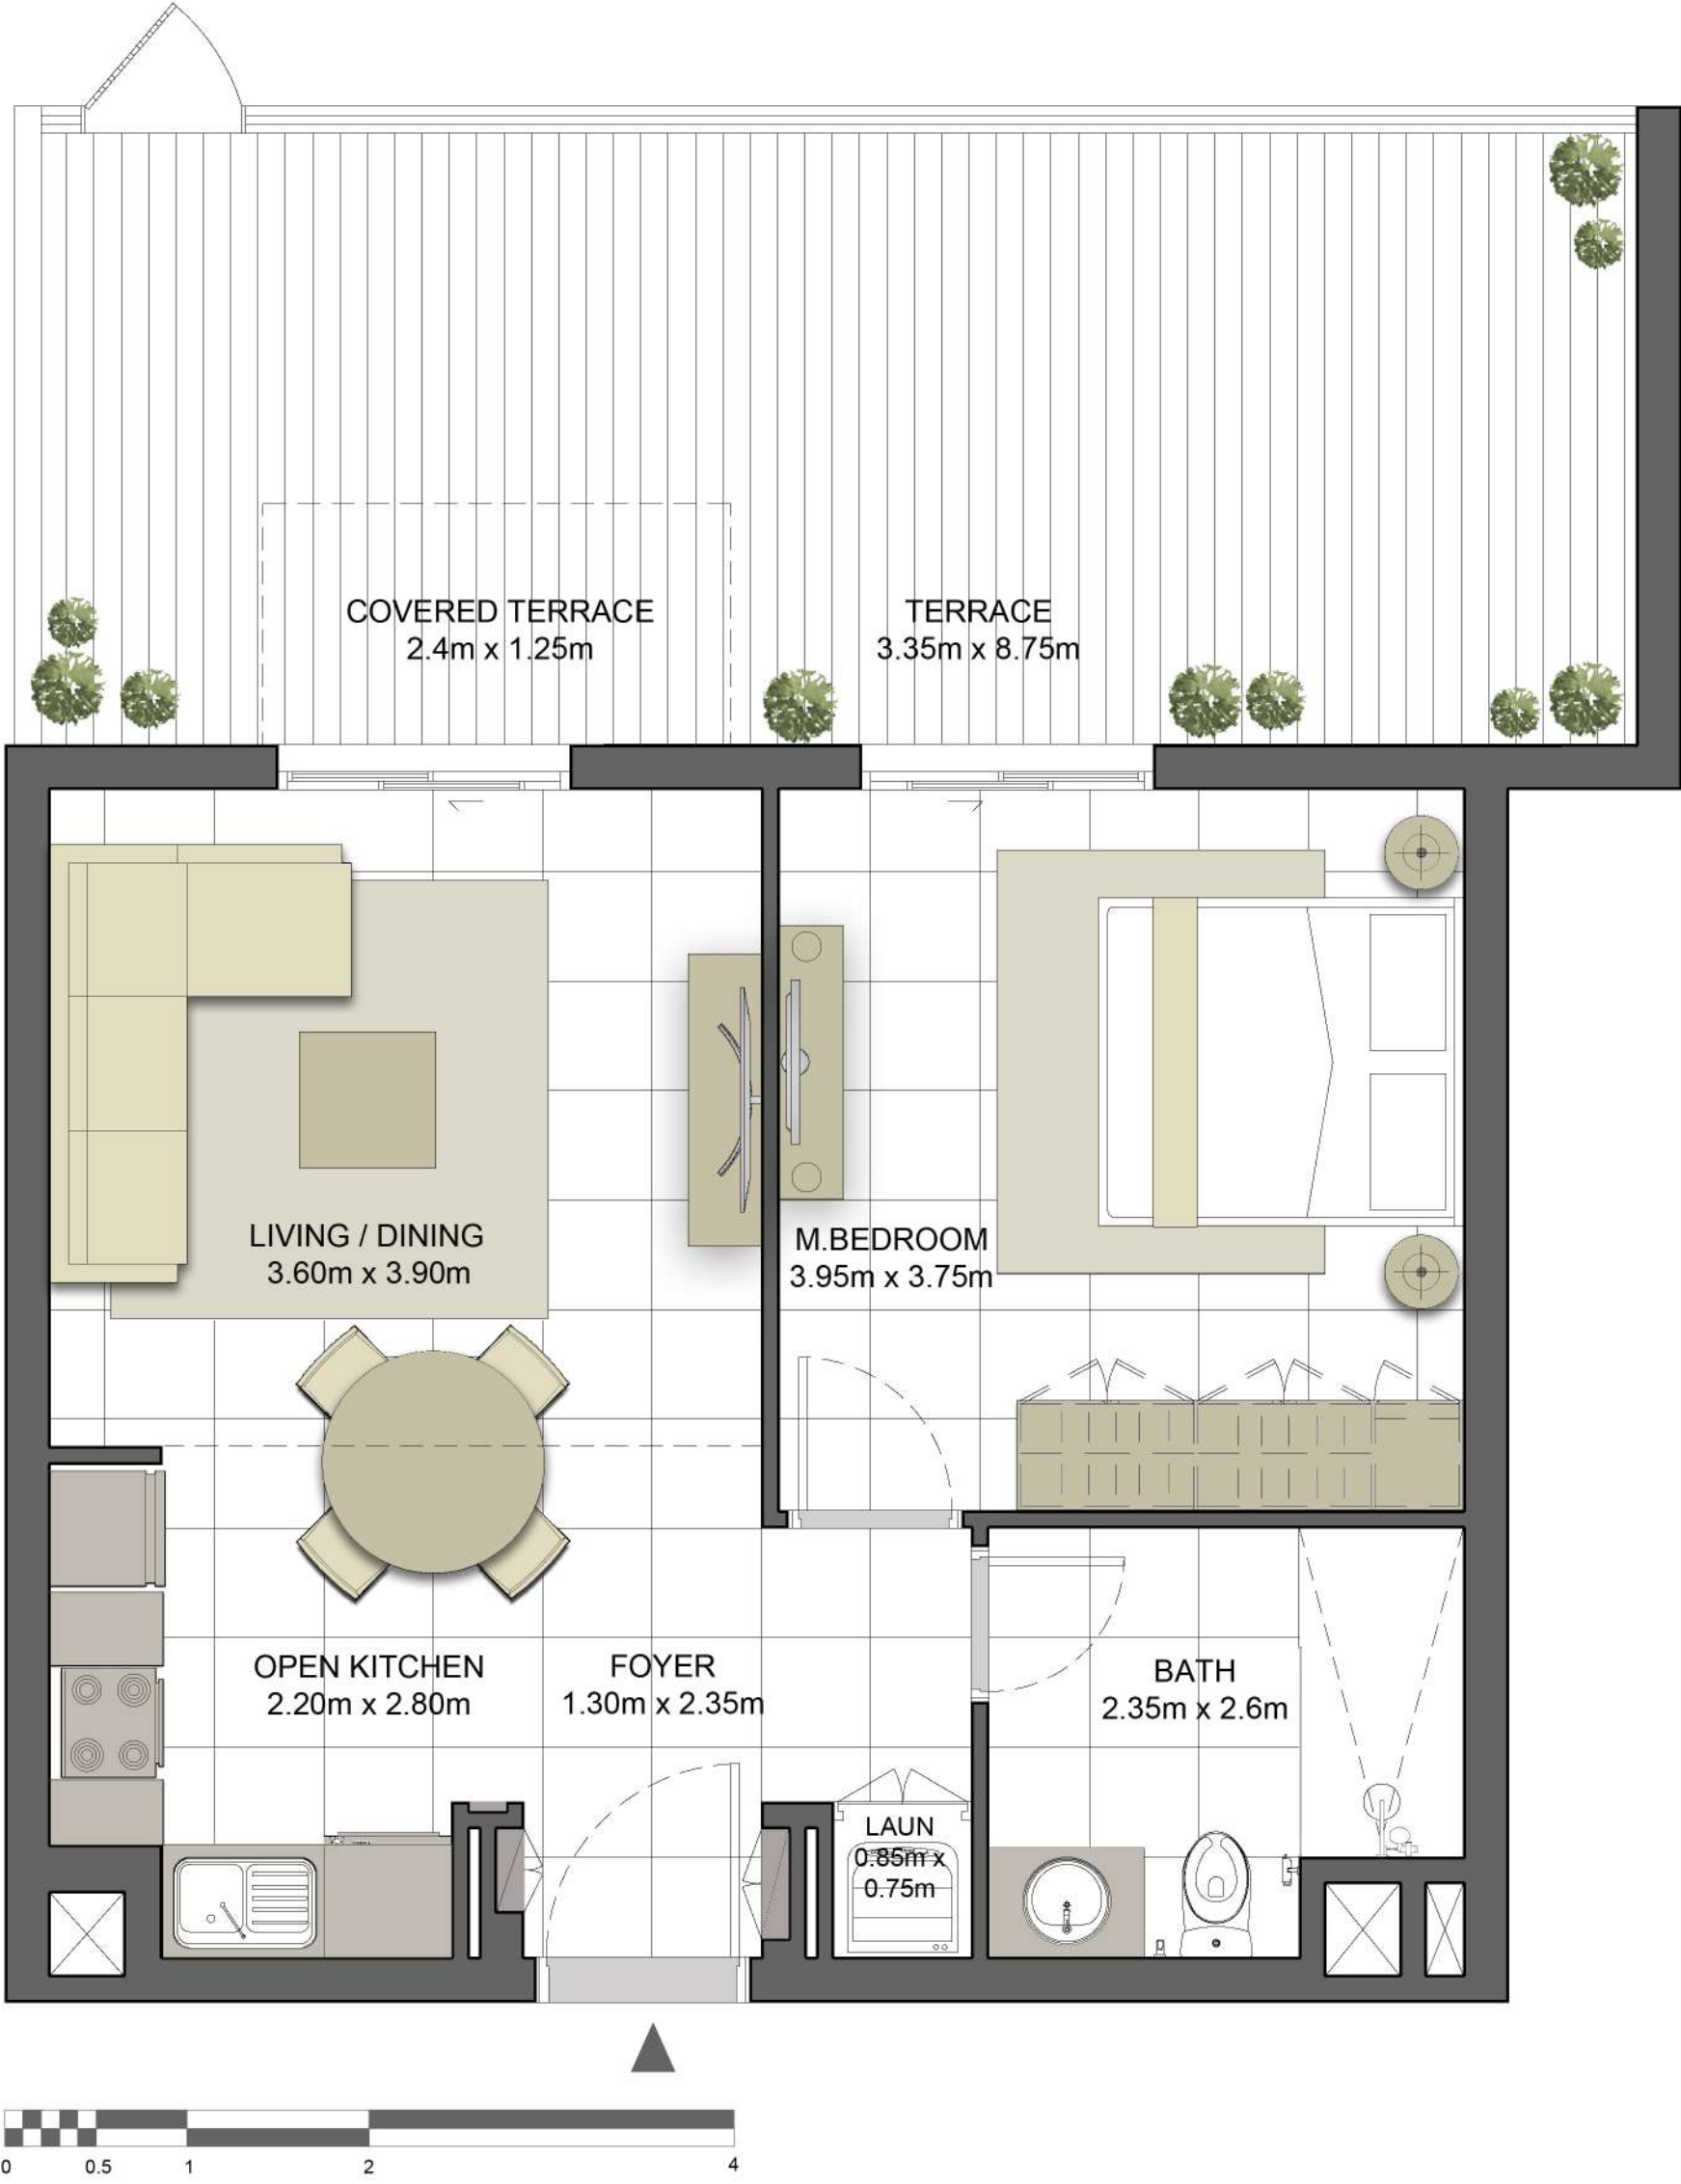 COVERED TERRACE
2.4m x 1.25m
TERRACE
3.35m x 8.75m
LIVING / DINING
3.60m x 3.90m
M.BEDROOM
3.95m x 3.75m
OPEN KITCHEN
2.20m x 2.80m
FOYER
1.30m x 2.35m
BATH
2.35m x 2.6m
LAUN
0.85m x
0.75m
0 0.5 1 2 4